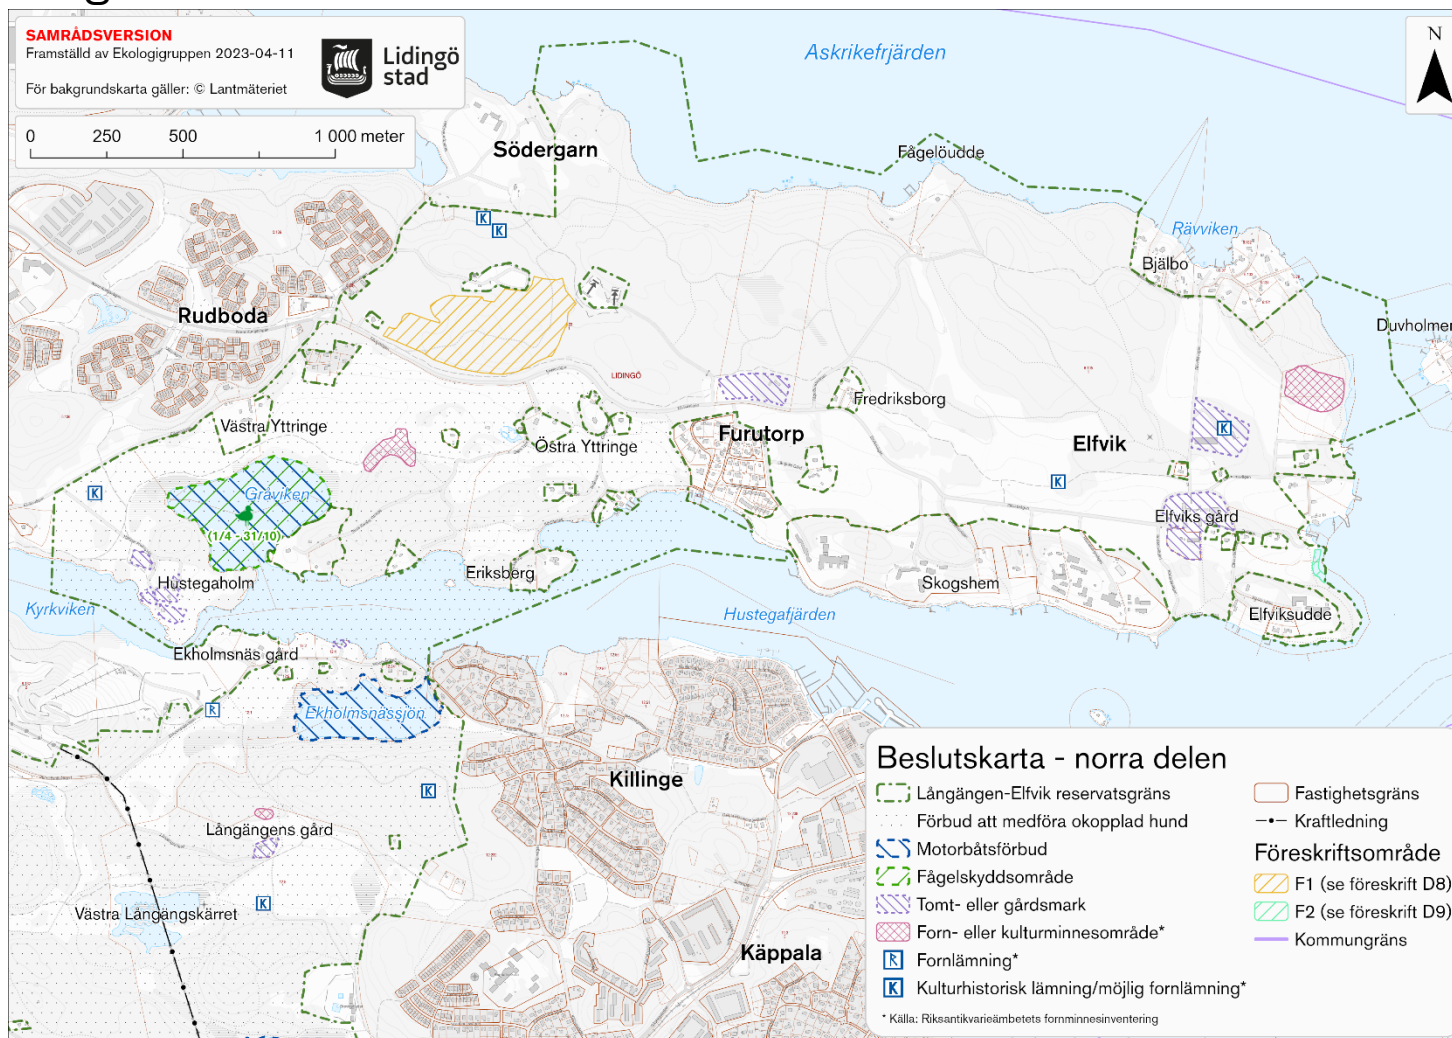 SAMRÅDSVERSION
Framställd av Ekologigruppen 2023-04-11
För bakgrundskarta gäller: © Lantmäteriet
Lidingö
stad
0 250 500 1 000 meter
N
Askrikefjärden
Södergarn
Fågelöudde
Rävviken
Bjälbo
Rudboda
Duvholmen
LIDINGÖ
Fredriksborg
Västra Yttringe
Östra Yttringe
Furutorp
Elfvik
Gråviken
(1/4 - 31/10)
Elfviks gård
Hustegaholm
Eriksberg
Skogshem
Kyrkviken
Hustegafjärden
Elfviksudde
Ekholmsnäs gård
Ekholmsnässjön
Killinge
Långängens gård
Västra Långängskärret
Käppala
K
K
K
K
K
R
K
K
Beslutskarta - norra delen
Långängen-Elfvik reservatsgräns
Förbud att medföra okopplad hund
Motorbåtsförbud
Fågelskyddsområde
Tomt- eller gårdsmark
Forn- eller kulturminnesområde*
R Fornlämning*
K Kulturhistorisk lämning/möjlig fornlämning*
* Källa: Riksantikvarieämbetets fornminnesinventering
Fastighetsgräns
Kraftledning
Föreskriftsområde
F1 (se föreskrift D8)
F2 (se föreskrift D9)
Kommungräns